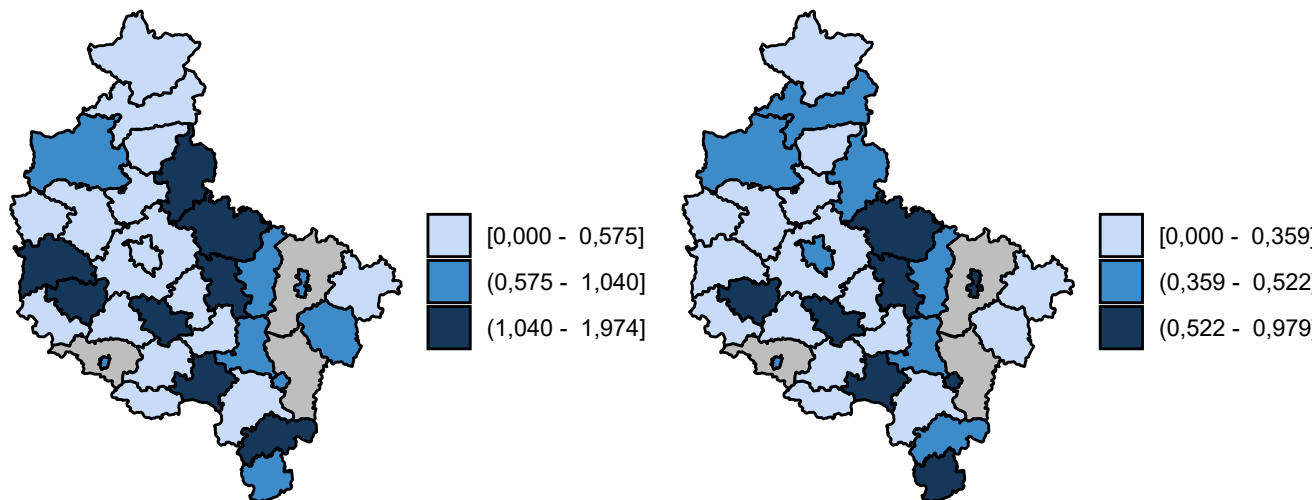 [0,000 - 0,575]
(0,575 - 1,040]
(1,040 - 1,974]
[0,000 - 0,359]
(0,359 - 0,522
(0,522 - 0,979]